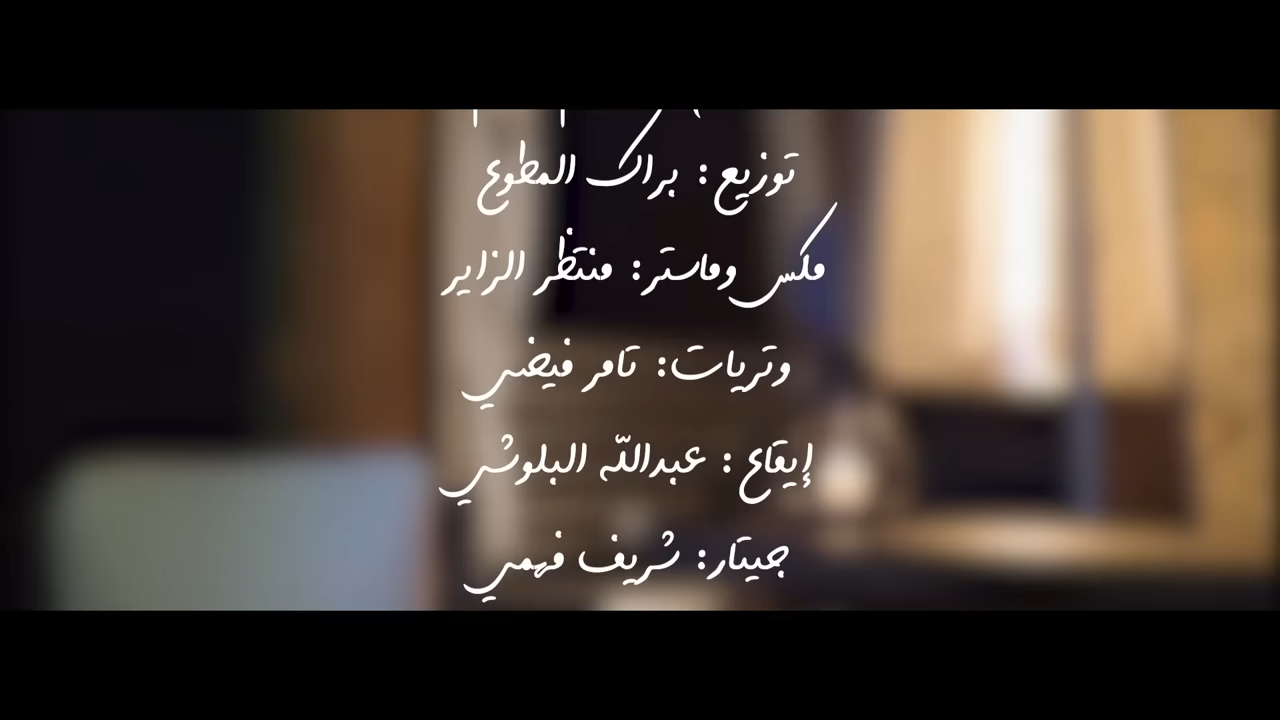 توزيع: براك المطوع
مكس وماستر: منتظر الزاير
وتريات: تامر فيضي
إيقاع: عبدالله البلوشي
جيتار: شريف فهمي